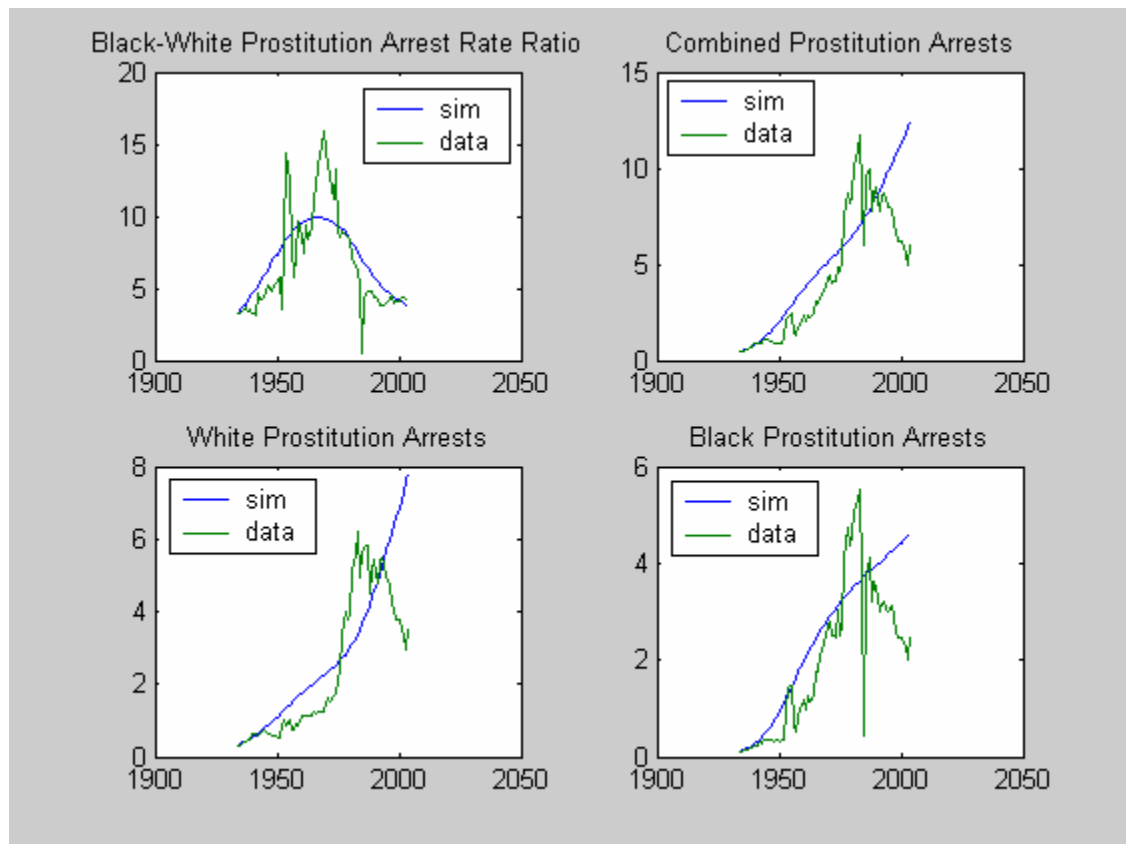 Black-White Prostitution Arrest Rate Ratio
20
15
10
5
0
1900 1950 2000 2050
sim
data
Combined Prostitution Arrests
15
10
5
0
1900 1950 2000 2050
sim
data
White Prostitution Arrests
8
6
4
2
0
1900 1950 2000 2050
sim
data
Black Prostitution Arrests
6
4
2
0
1900 1950 2000 2050
sim
data